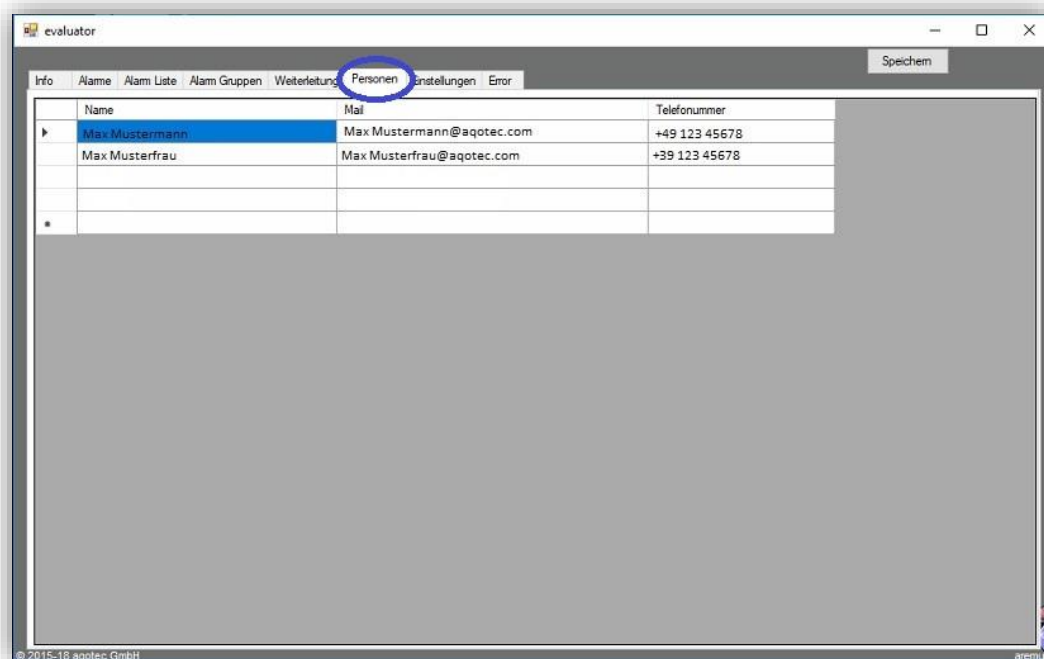 evaluator
Speichern
Info Alarme Alarm Liste Alarm Gruppen Weiterleitung Personen Einstellungen Error
Name Mail Telefonummer
Max Mustermann Max Mustermann@aqotec.com +49 123 45678
Max Musterfrau Max Musterfrau@aqotec.com +39 123 45678
© 2015-18 aqotec GmbH